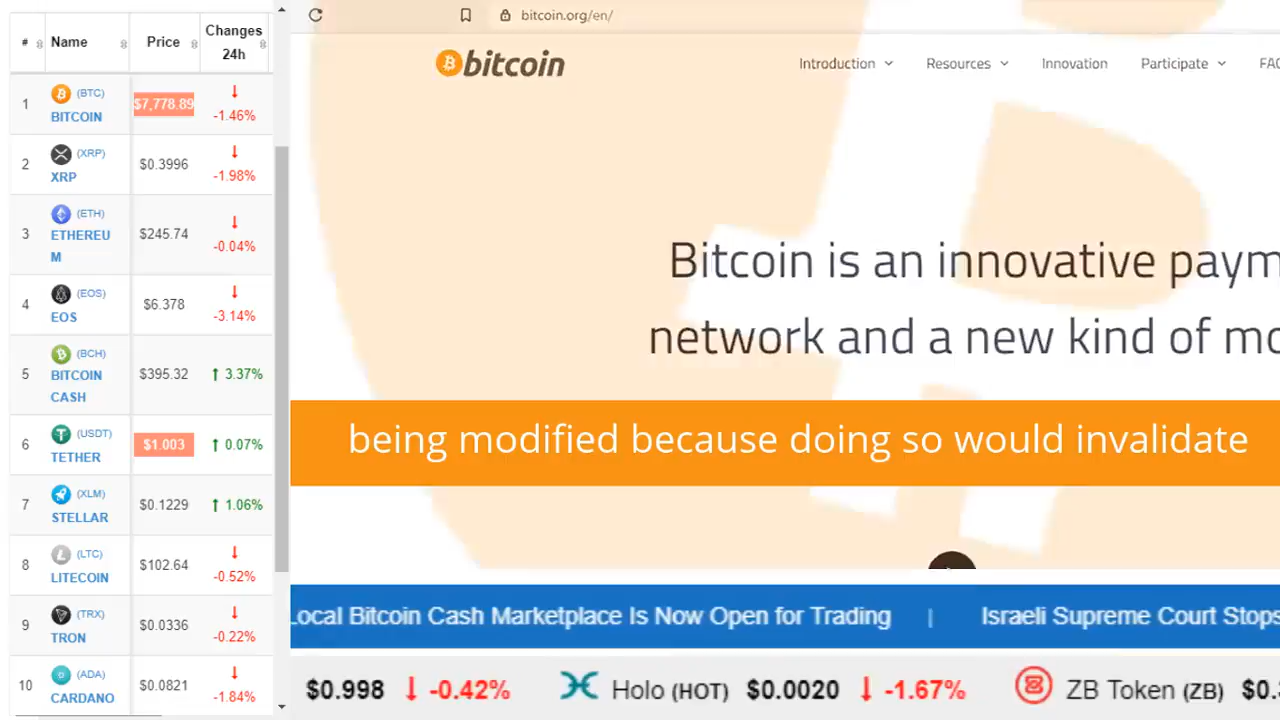 # Name Price Changes 24h
1 (BTC) BITCOIN $7,778.89 ↓ -1.46%
2 (XRP) XRP $0.3996 ↓ -1.98%
3 (ETH) ETHEREUM $245.74 ↓ -0.04%
4 (EOS) EOS $6.378 ↓ -3.14%
5 (BCH) BITCOIN CASH $395.32 ↑ 3.37%
6 (USDT) TETHER $1.003 ↑ 0.07%
7 (XLM) STELLAR $0.1229 ↑ 1.06%
8 (LTC) LITECOIN $102.64 ↓ -0.52%
9 (TRX) TRON $0.0336 ↓ -0.22%
10 (ADA) CARDANO $0.0821 ↓ -1.84%
bitcoin.org/en/
bitcoin Introduction Resources Innovation Participate FAQ
Bitcoin is an innovative paym
network and a new kind of mo
being modified because doing so would invalidate
Local Bitcoin Cash Marketplace Is Now Open for Trading | Israeli Supreme Court Stops
$0.998 ↓ -0.42% Holo (HOT) $0.0020 ↓ -1.67% ZB Token (ZB) $0.